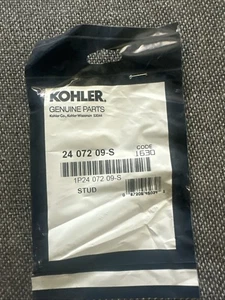 KOHLER.
GENUINE PARTS
Kohler Co., Kohler Wisconsin 53044
24 072 09-S
CODE
1630
1P24 072 09-S
STUD